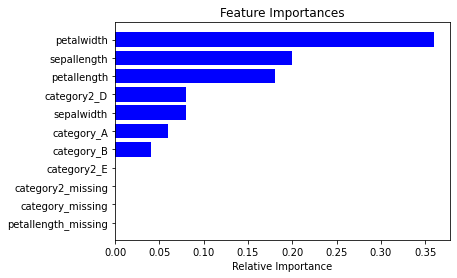 Feature Importances
petalwidth
sepallength
petallength
category2_D
sepalwidth
category_A
category_B
category2_E
category2_missing
category_missing
petallength_missing
0.00 0.05 0.10 0.15 0.20 0.25 0.30 0.35
Relative Importance